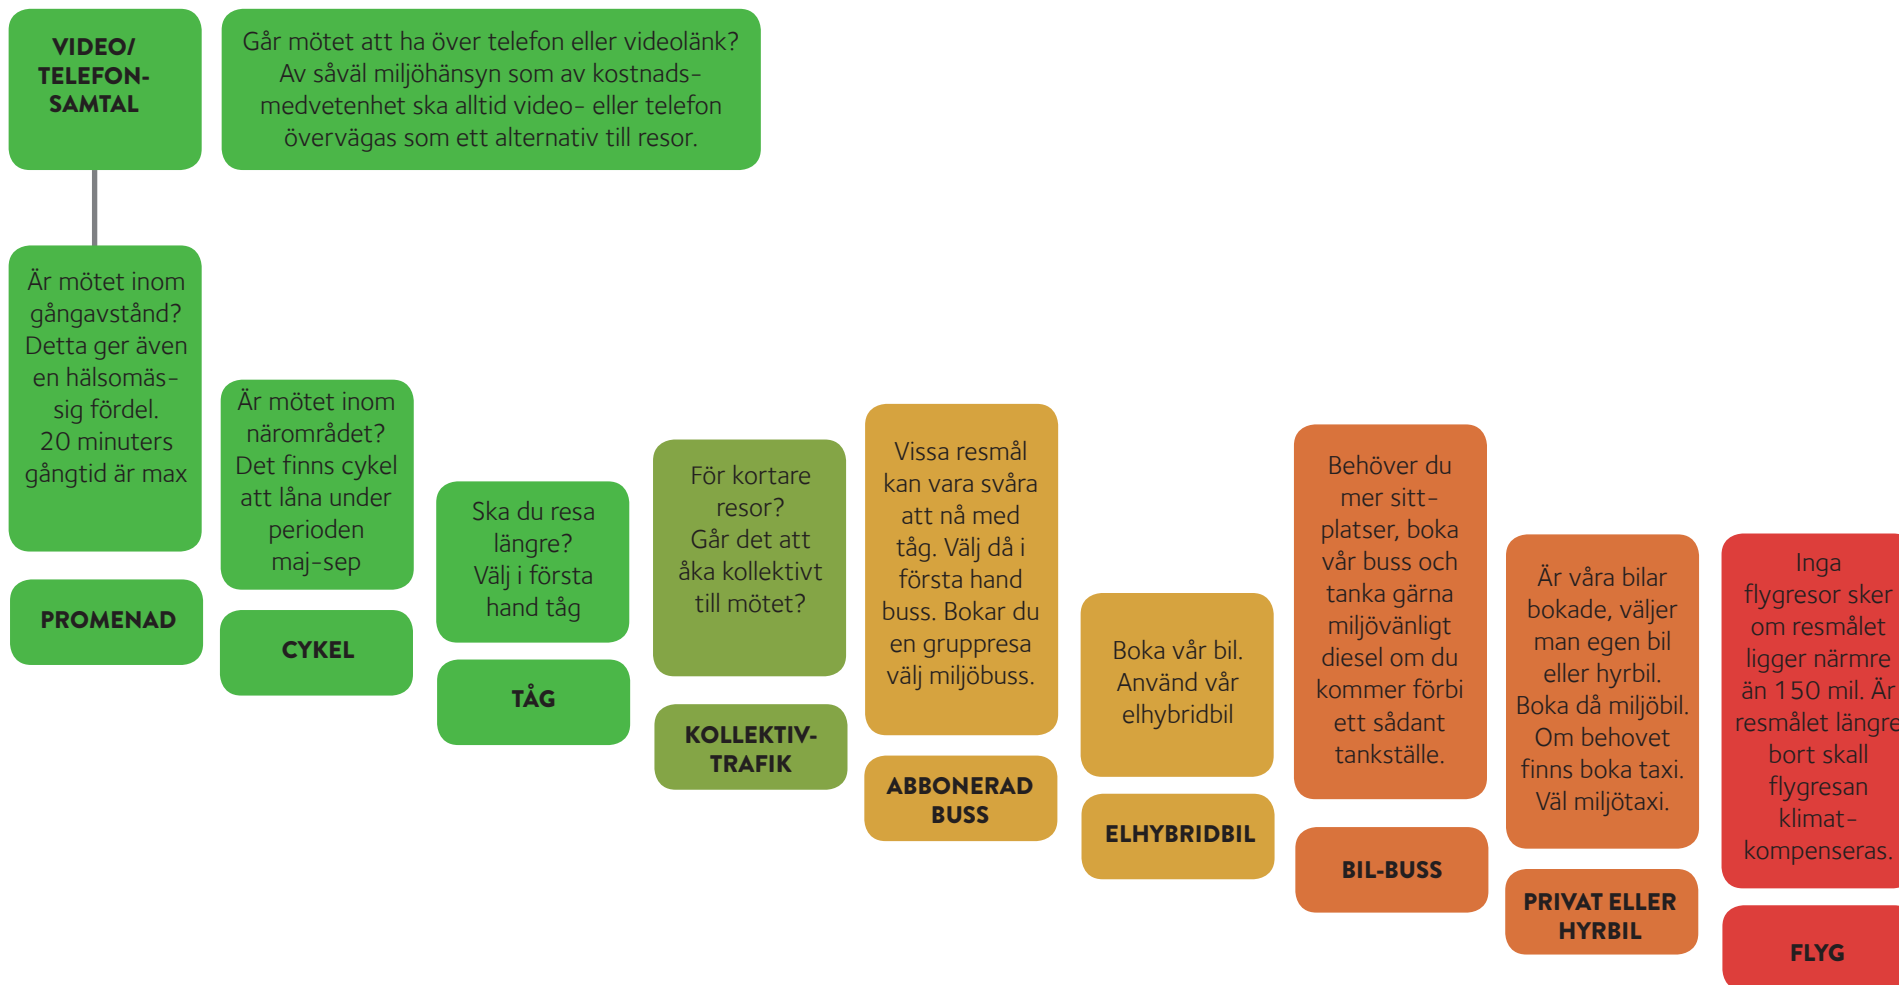 VIDEO/
TELEFON-
SAMTAL
Går mötet att ha över telefon eller videolänk?
Av såväl miljöhänsyn som av kostnads-
medvetenhet ska alltid video- eller telefon
övervägas som ett alternativ till resor.
Är mötet inom
gångavstånd?
Detta ger även
en hälsomäs-
sig fördel.
20 minuters
gångtid är max
PROMENAD
Är mötet inom
närområdet?
Det finns cykel
att låna under
perioden
maj-sep
CYKEL
Ska du resa
längre?
Välj i första
hand tåg
TÅG
För kortare
resor?
Går det att
åka kollektivt
till mötet?
KOLLEKTIV-
TRAFIK
Vissa resmål
kan vara svåra
att nå med
tåg. Välj då i
första hand
buss. Bokar du
en gruppresa
välj miljöbuss.
ABBONERAD
BUSS
Boka vår bil.
Använd vår
elhybridbil
ELHYBRIDBIL
Behöver du
mer sitt-
platser, boka
vår buss och
tanka gärna
miljövänligt
diesel om du
kommer förbi
ett sådant
tankställe.
BIL-BUSS
Är våra bilar
bokade, väljer
man egen bil
eller hyrbil.
Boka då miljöbil.
Om behovet
finns boka taxi.
Väl miljötaxi.
PRIVAT ELLER
HYRBIL
Inga
flygresor sker
om resmålet
ligger närmre
än 150 mil. Är
resmålet längre
bort skall
flygresan
klimat-
kompenseras.
FLYG